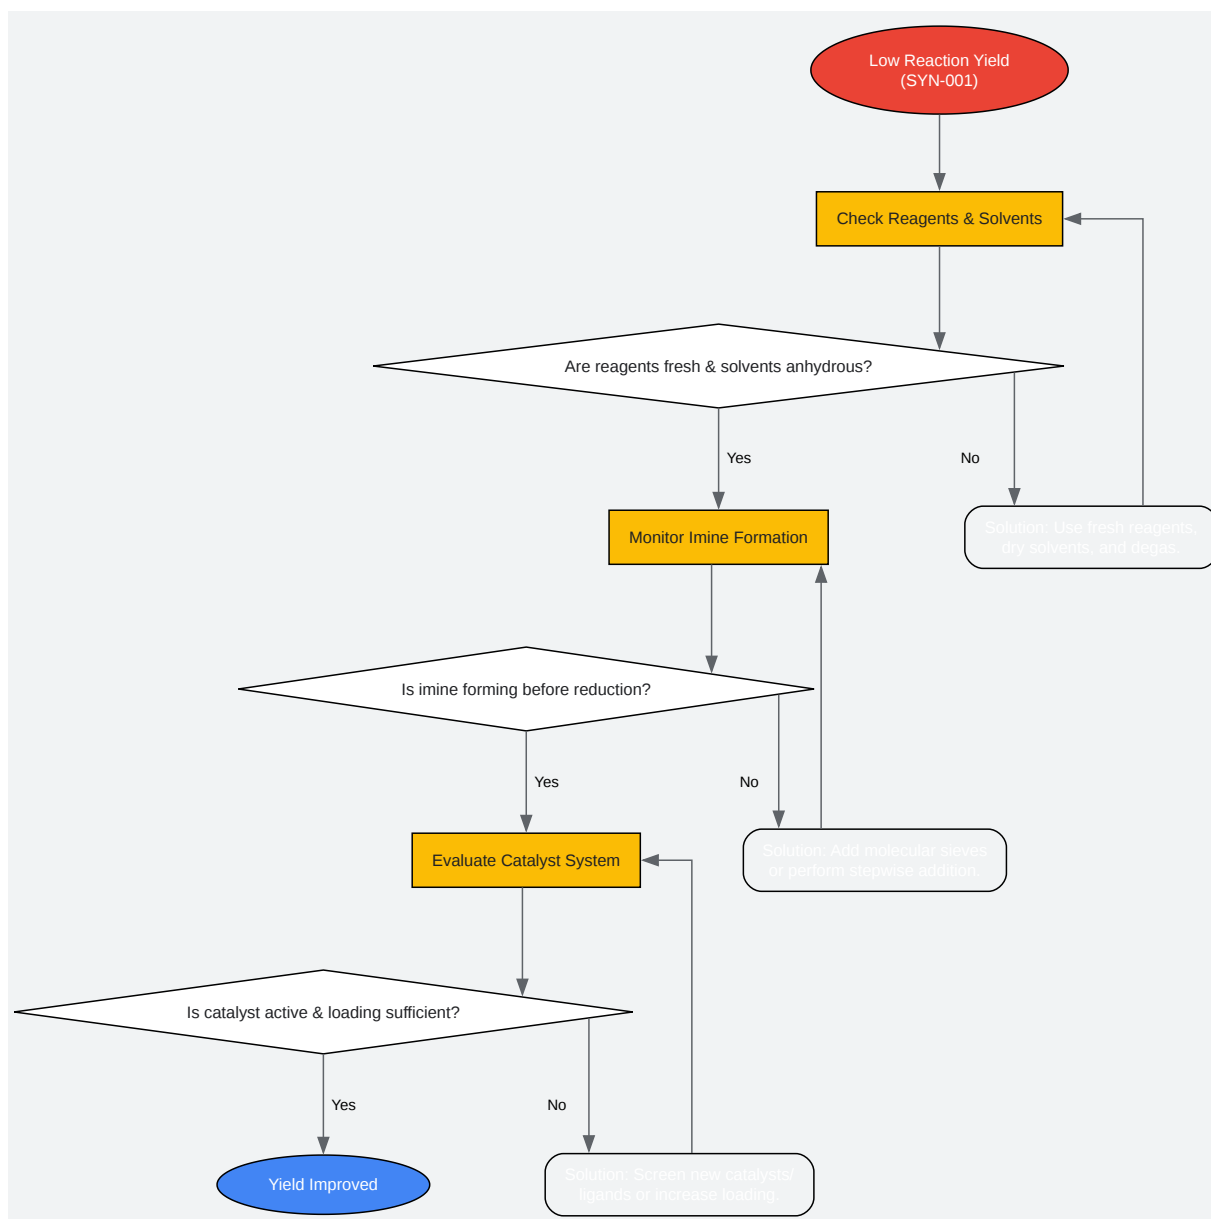 Low Reaction Yield
(SYN-001)
Check Reagents & Solvents
Are reagents fresh & solvents anhydrous?
Yes
No
Monitor Imine Formation
Solution: Use fresh reagents,
dry solvents, and degas.
Is imine forming before reduction?
Yes
No
Evaluate Catalyst System
Solution: Add molecular sieves
or perform stepwise addition.
Is catalyst active & loading sufficient?
Yes
No
Yield Improved
Solution: Screen new catalysts/
ligands or increase loading.